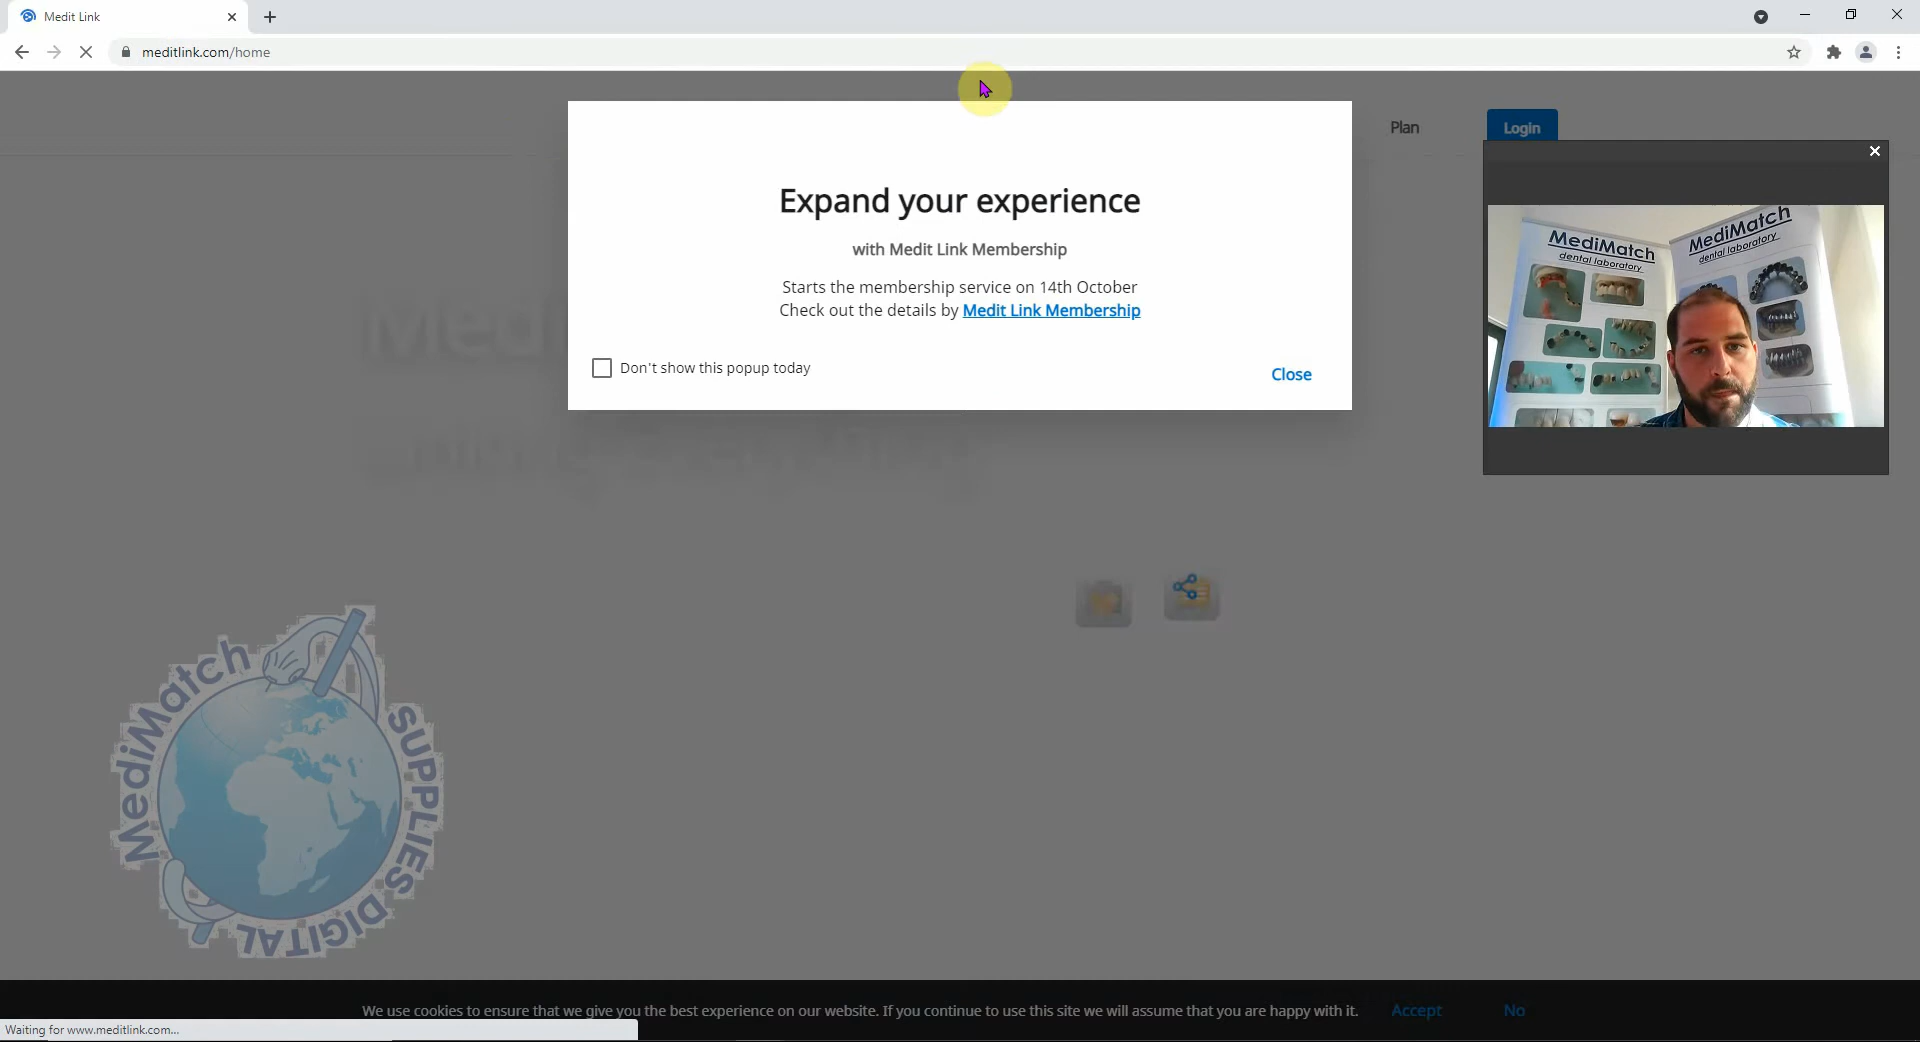 Medit Link
meditlink.com/home
Plan
Login
Expand your experience
with Medit Link Membership
Starts the membership service on 14th October
Check out the details by Medit Link Membership
Don't show this popup today
Close
MediMatch
dental laboratory
MediMatch
dental laboratory
MediMatch
DIGITAL SUPPLIES
We use cookies to ensure that we give you the best experience on our website. If you continue to use this site we will assume that you are happy with it.
Accept
No
Waiting for www.meditlink.com...